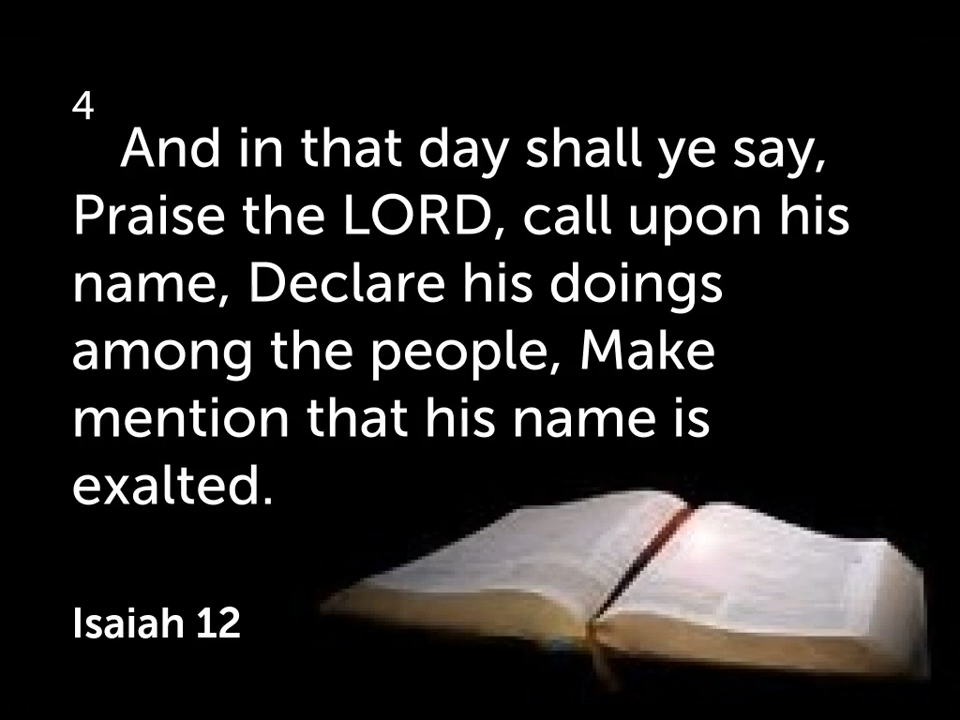 4
And in that day shall ye say,
Praise the LORD, call upon his
name, Declare his doings
among the people, Make
mention that his name is
exalted.
Isaiah 12